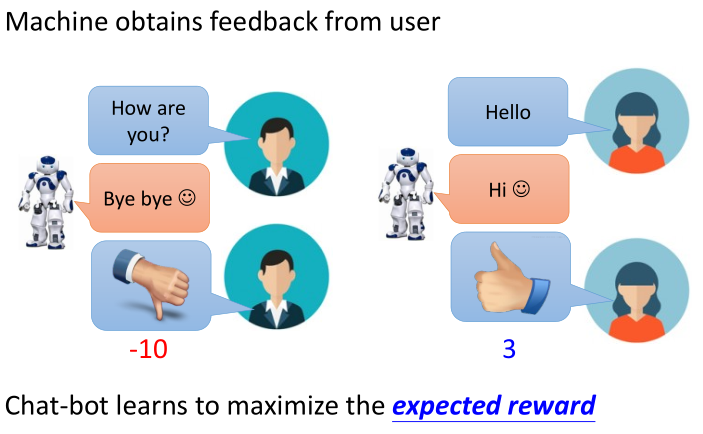 Machine obtains feedback from user
How are
you?
Bye bye ☺
-10
Hello
Hi ☺
3
Chat-bot learns to maximize the expected reward